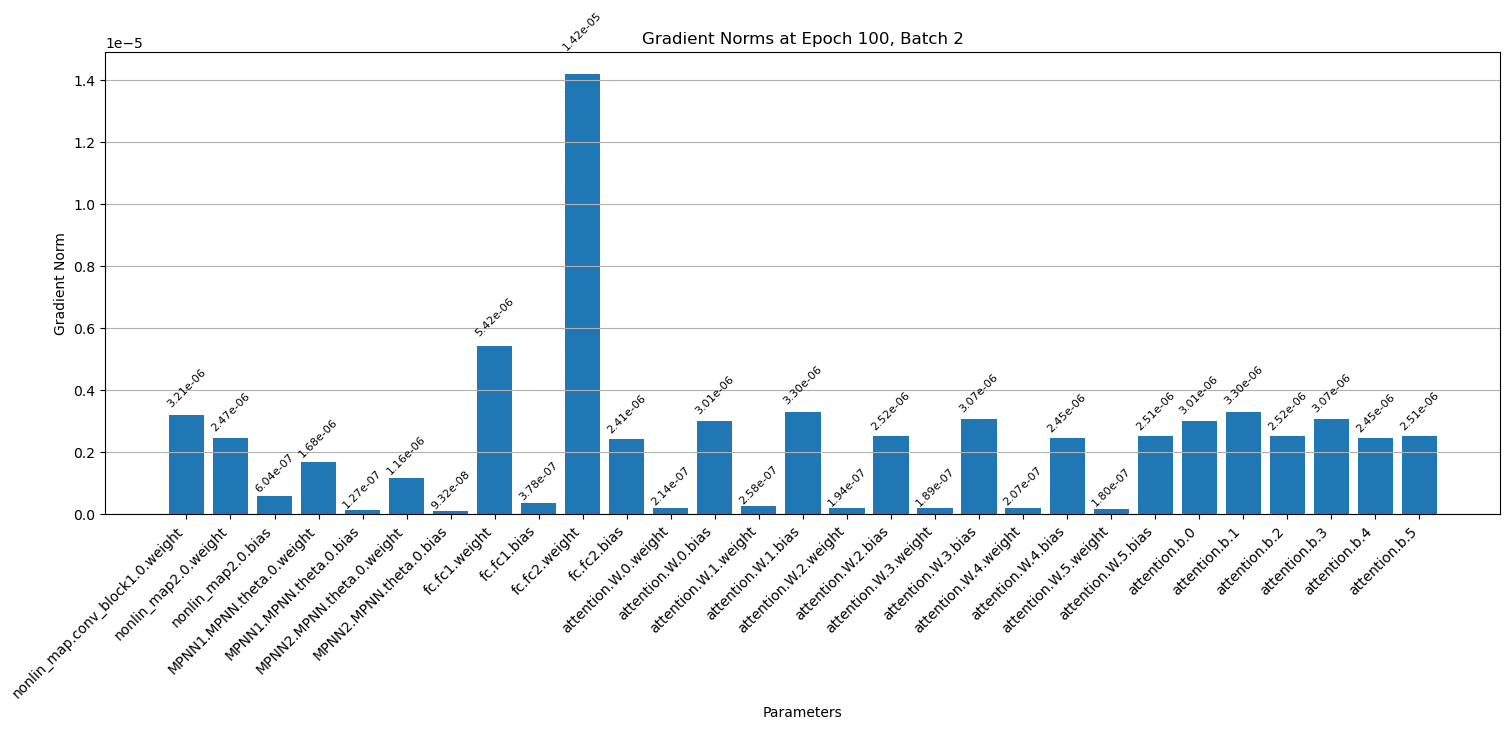 Gradient Norms at Epoch 100, Batch 2
1e−5
Gradient Norm
1.4
1.2
1.0
0.8
0.6
0.4
0.2
0.0
3.21e-06
2.47e-06
6.04e-07
1.68e-06
1.27e-07
1.16e-06
9.32e-08
5.42e-06
3.78e-07
1.42e-05
2.41e-06
2.14e-07
3.01e-06
2.58e-07
3.30e-06
1.94e-07
2.52e-06
1.89e-07
3.07e-06
2.07e-07
2.45e-06
1.80e-07
2.51e-06
3.01e-06
3.30e-06
2.52e-06
3.07e-06
2.45e-06
2.51e-06
nonlin_map.conv_block1.0.weight
nonlin_map2.0.weight
nonlin_map2.0.bias
MPNN1.MPNN.theta.0.weight
MPNN1.MPNN.theta.0.bias
MPNN2.MPNN.theta.0.weight
MPNN2.MPNN.theta.0.bias
fc.fc1.weight
fc.fc1.bias
fc.fc2.weight
fc.fc2.bias
attention.W.0.weight
attention.W.0.bias
attention.W.1.weight
attention.W.1.bias
attention.W.2.weight
attention.W.2.bias
attention.W.3.weight
attention.W.3.bias
attention.W.4.weight
attention.W.4.bias
attention.W.5.weight
attention.W.5.bias
attention.b.0
attention.b.1
attention.b.2
attention.b.3
attention.b.4
attention.b.5
Parameters